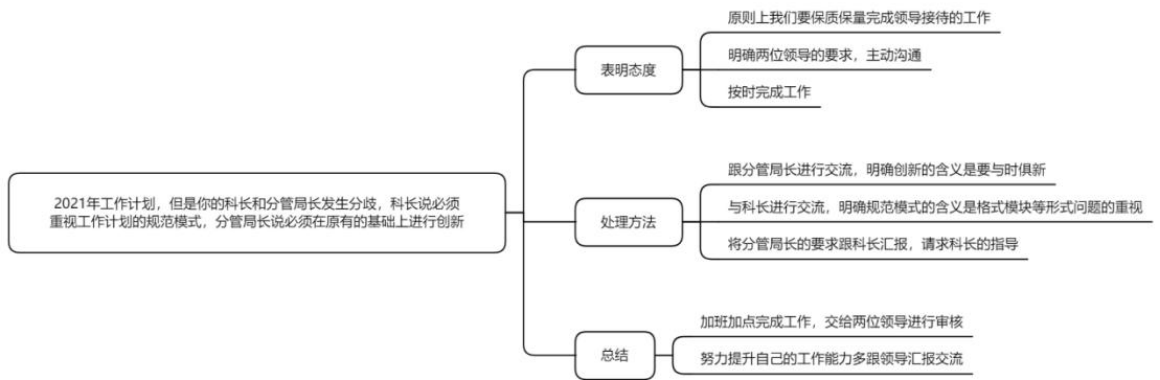 2021年工作计划，但是你的科长和分管局长发生分歧，科长说必须
重视工作计划的规范模式，分管局长说必须在原有的基础上进行创新
表明态度
原则上我们要保质保量完成领导接待的工作
明确两位领导的要求，主动沟通
按时完成工作
处理方法
跟分管局长进行交流，明确创新的含义是要与时俱新
与科长进行交流，明确规范模式的含义是格式模块等形式问题的重视
将分管局长的要求跟科长汇报，请求科长的指导
总结
加班加点完成工作，交给两位领导进行审核
努力提升自己的工作能力多跟领导汇报交流